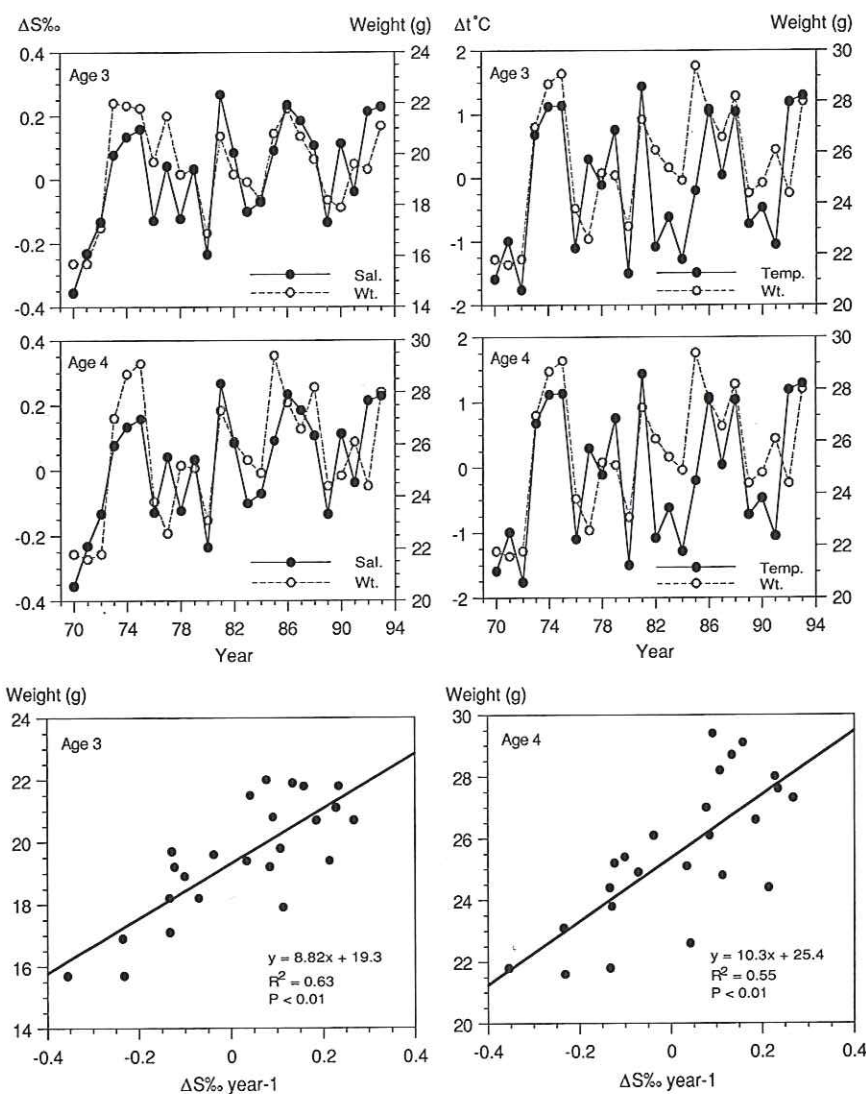 ΔS‰ Weight (g)
0.4 24
Age 3
22
0.2
20
0
18
-0.2
16
Sal.
Wt.
-0.4 14
Δt°C Weight (g)
2 30
Age 3
28
1
26
0
24
-1
22
Temp.
Wt.
-2 20
0.4 30
Age 4
28
0.2
26
0
24
-0.2
22
Sal.
Wt.
-0.4 20
70 74 78 82 86 90 94
Year
2 30
Age 4
28
1
26
0
24
-1
22
Temp.
Wt.
-2 20
70 74 78 82 86 90 94
Year
Weight (g)
24
Age 3
22
20
18
16
y = 8.82x + 19.3
R² = 0.63
P < 0.01
14
-0.4 -0.2 0 0.2 0.4
ΔS‰ year-1
Weight (g)
30
Age 4
28
26
24
22
y = 10.3x + 25.4
R² = 0.55
P < 0.01
20
-0.4 -0.2 0 0.2 0.4
ΔS‰ year-1